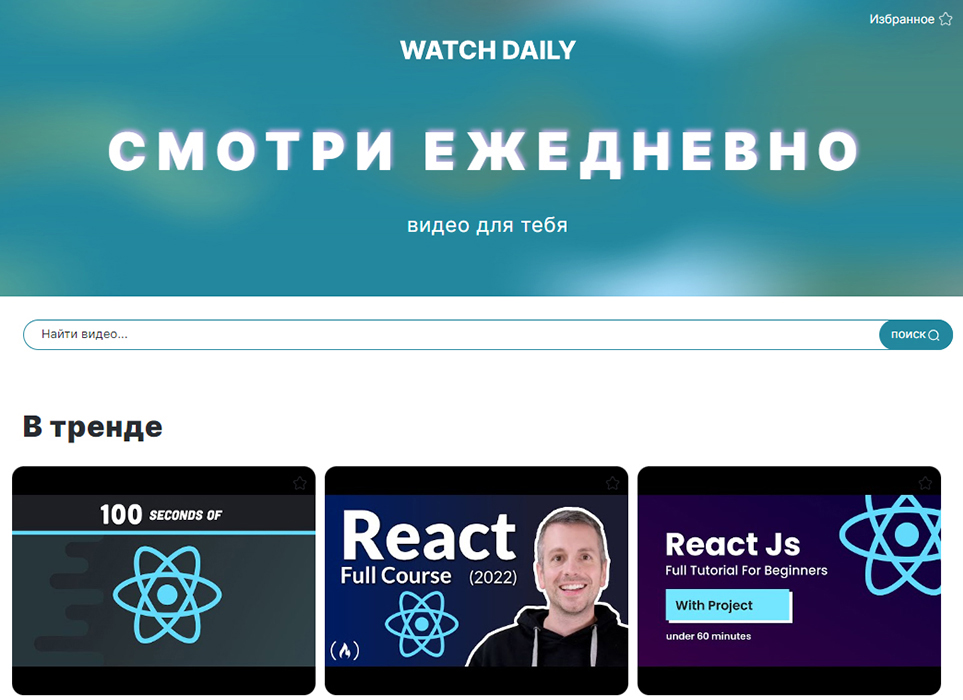 Избранное
WATCH DAILY
СМОТРИ ЕЖЕДНЕВНО
видео для тебя
Найти видео...
ПОИСК
В тренде
100 SECONDS OF
React
Full Course (2022)
React Js
Full Tutorial For Beginners
With Project
under 60 minutes